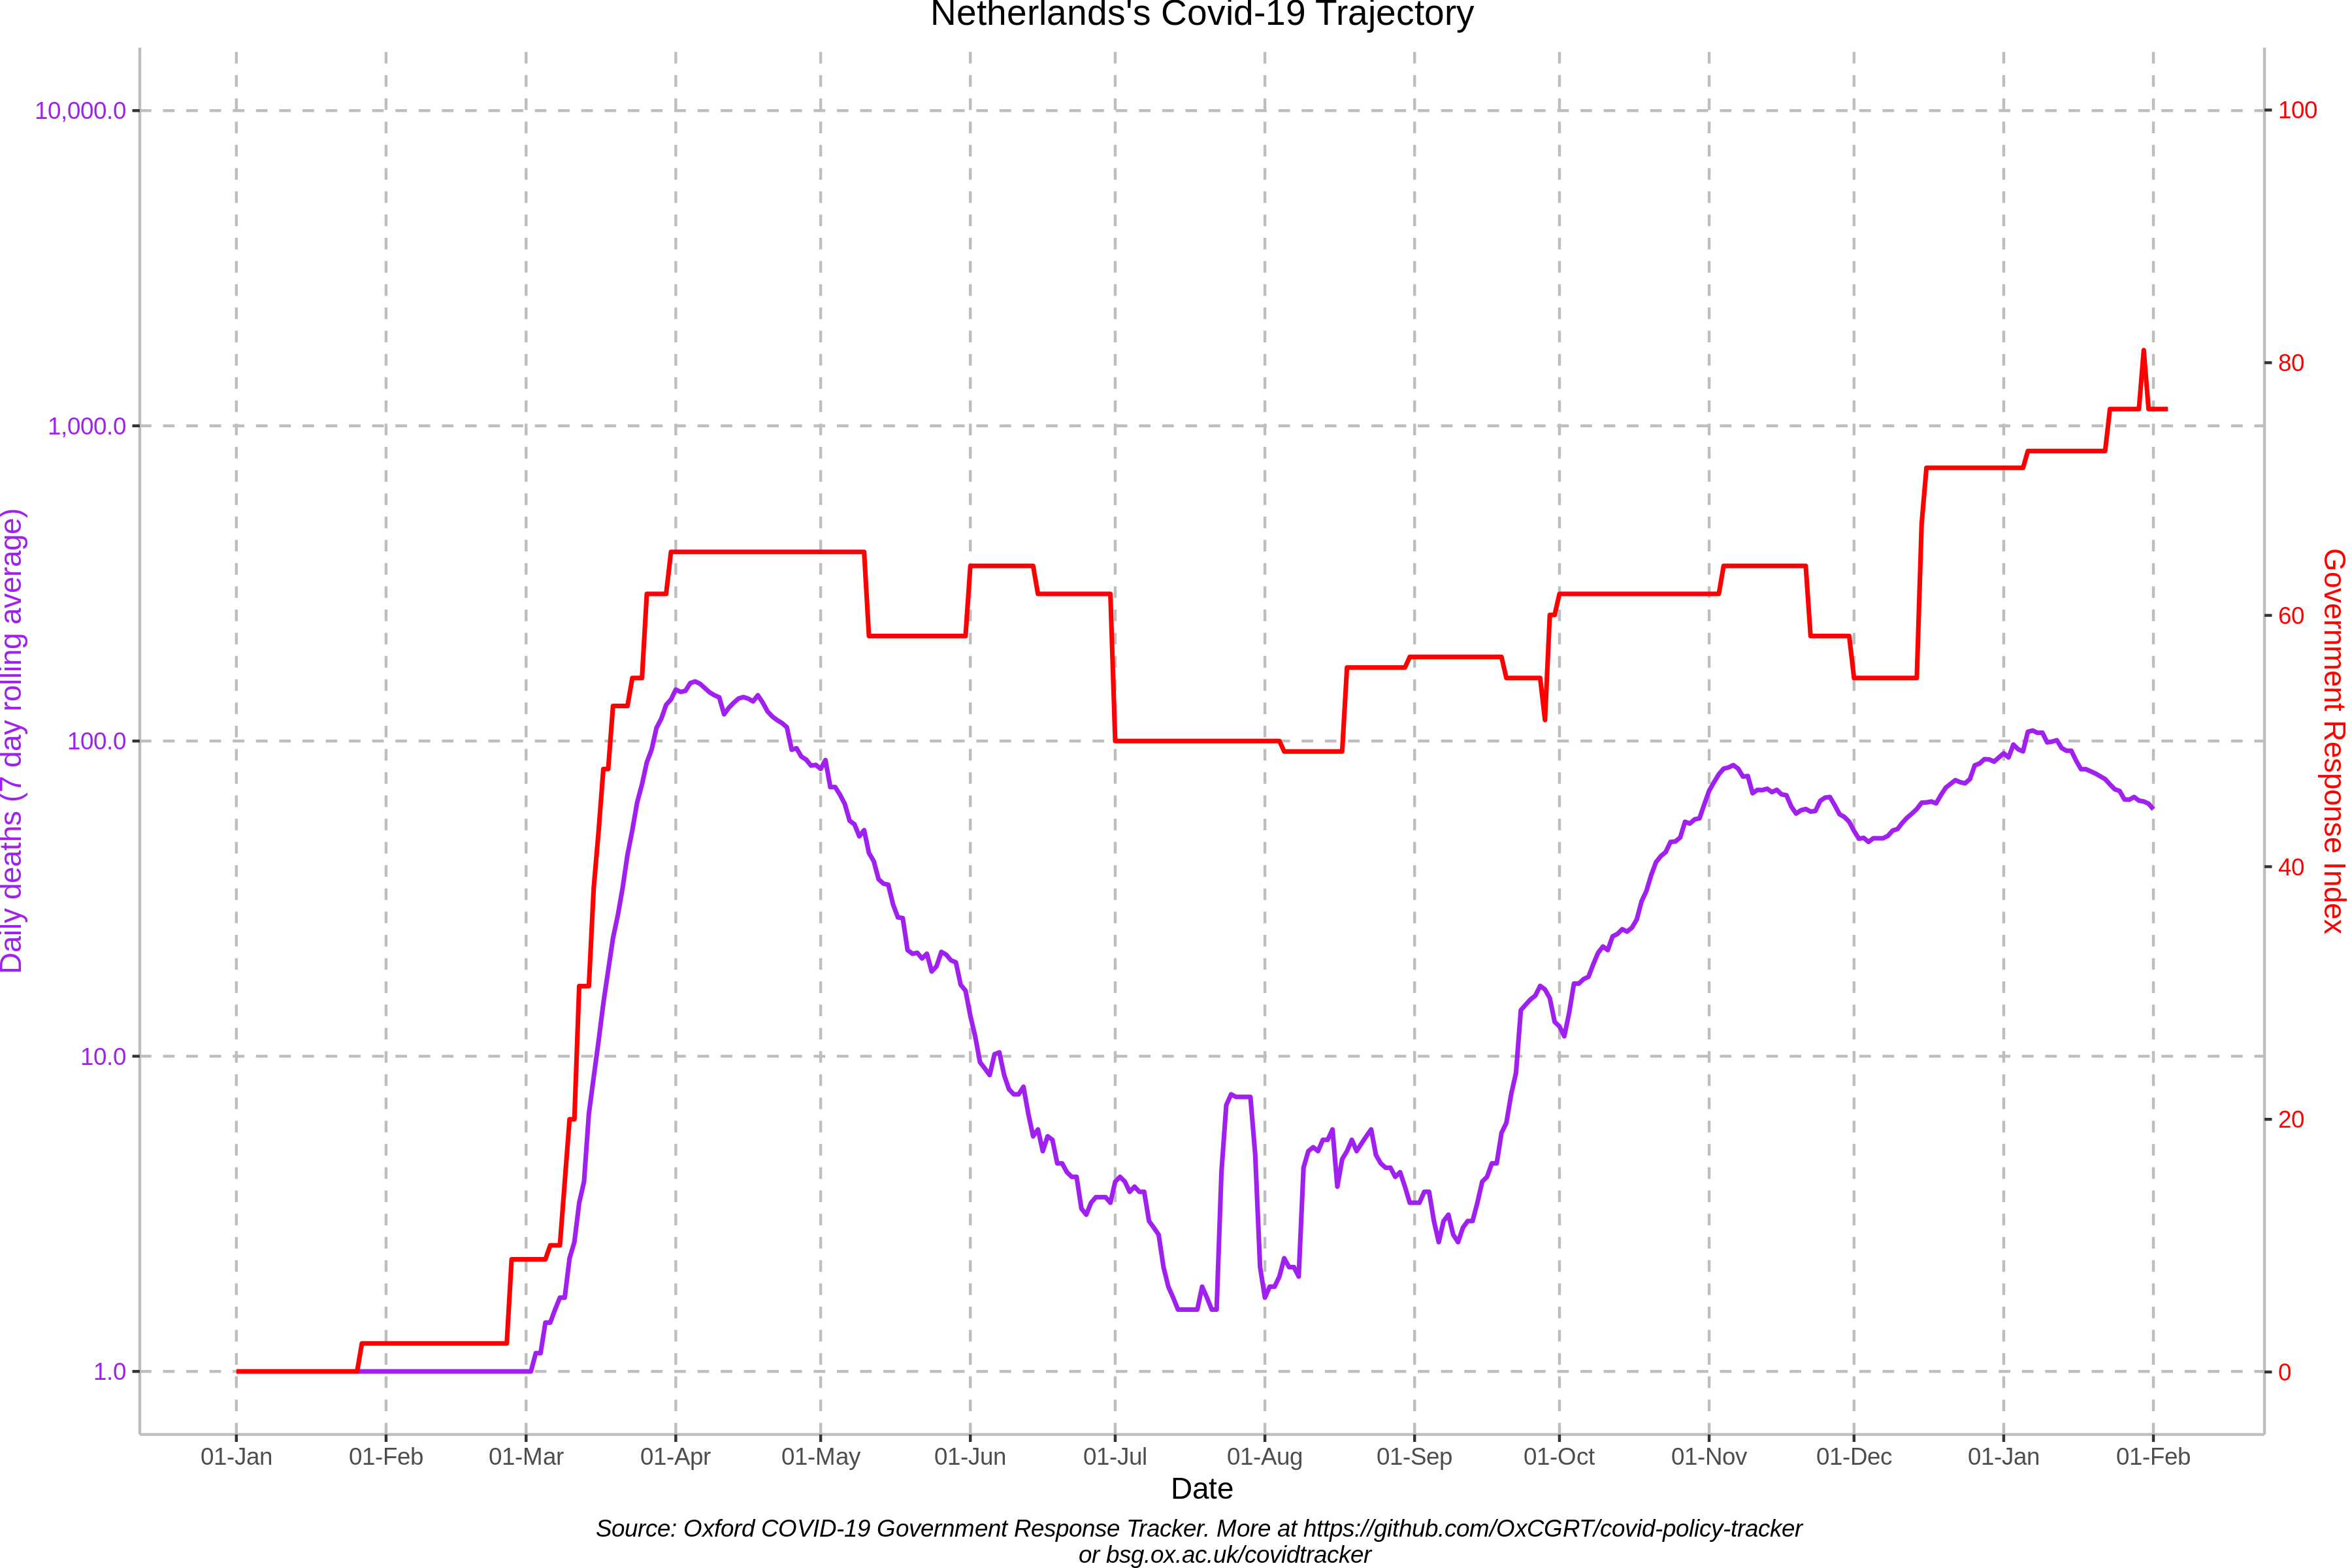 Netherlands's Covid-19 Trajectory
10,000.0
1,000.0
100.0
10.0
1.0
Daily deaths (7 day rolling average)
100
80
60
40
20
0
Government Response Index
01-Jan 01-Feb 01-Mar 01-Apr 01-May 01-Jun 01-Jul 01-Aug 01-Sep 01-Oct 01-Nov 01-Dec 01-Jan 01-Feb
Date
Source: Oxford COVID-19 Government Response Tracker. More at https://github.com/OxCGRT/covid-policy-tracker
or bsg.ox.ac.uk/covidtracker